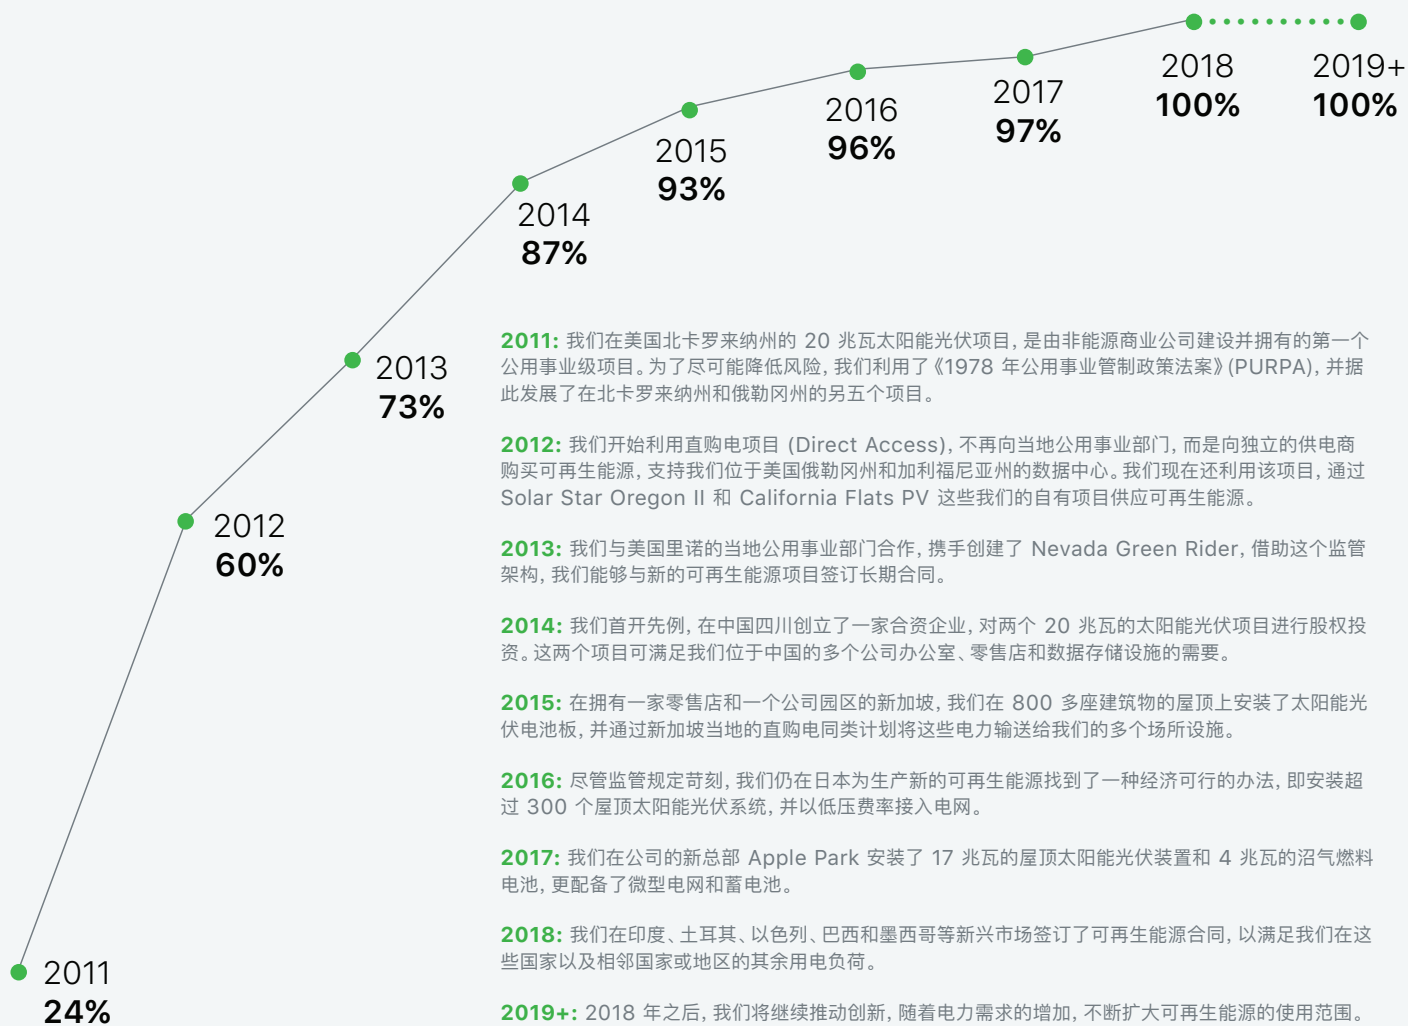 2018
100%
2019+
100%
2017
97%
2016
96%
2015
93%
2014
87%
2013
73%
2012
60%
2011
24%
2011: 我们在美国北卡罗来纳州的 20 兆瓦太阳能光伏项目，是由非能源商业公司建设并拥有的第一个
公用事业级项目。为了尽可能降低风险，我们利用了《1978 年公用事业管制政策法案》(PURPA)，并据
此发展了在北卡罗来纳州和俄勒冈州的另五个项目。
2012: 我们开始利用直购电项目 (Direct Access)，不再向当地公用事业部门，而是向独立的供电商
购买可再生能源，支持我们位于美国俄勒冈州和加利福尼亚州的数据中心。我们现在还利用该项目，通过
Solar Star Oregon II 和 California Flats PV 这些我们的自有项目供应可再生能源。
2013: 我们与美国里诺的当地公用事业部门合作，携手创建了 Nevada Green Rider，借助这个监管
架构，我们能够与新的可再生能源项目签订长期合同。
2014: 我们首开先例，在中国四川创立了一家合资企业，对两个 20 兆瓦的太阳能光伏项目进行股权投
资。这两个项目可满足我们位于中国的多个公司办公室、零售店和数据存储设施的需要。
2015: 在拥有一家零售店和一个公司园区的新加坡，我们在 800 多座建筑物的屋顶上安装了太阳能光
伏电池板，并通过新加坡当地的直购电同类计划将这些电力输送给我们的多个场所设施。
2016: 尽管监管规定苛刻，我们仍在日本为生产新的可再生能源找到了一种经济可行的办法，即安装超
过 300 个屋顶太阳能光伏系统，并以低压费率接入电网。
2017: 我们在公司的新总部 Apple Park 安装了 17 兆瓦的屋顶太阳能光伏装置和 4 兆瓦的沼气燃料
电池，更配备了微型电网和蓄电池。
2018: 我们在印度、土耳其、以色列、巴西和墨西哥等新兴市场签订了可再生能源合同，以满足我们在这
些国家以及相邻国家或地区的其余用电负荷。
2019+: 2018 年之后，我们将继续推动创新，随着电力需求的增加，不断扩大可再生能源的使用范围。